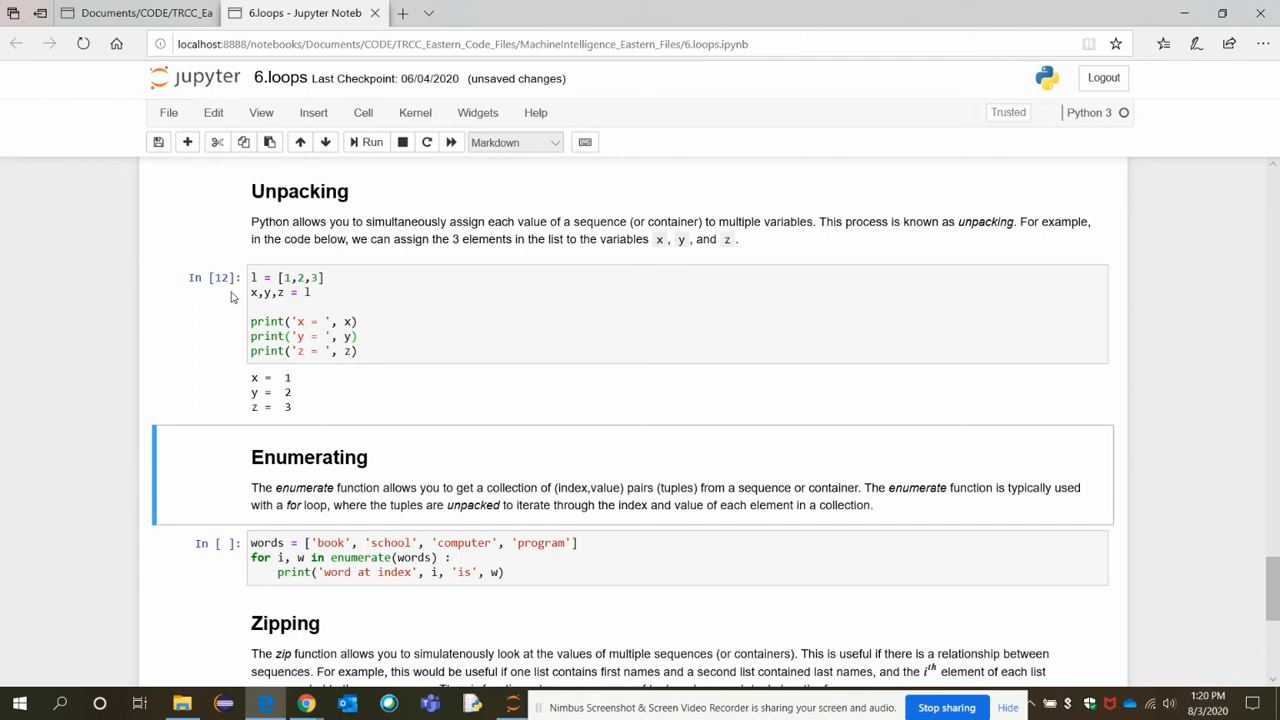 Documents/CODE/TRCC_Ea
6.loops - Jupyter Noteb
localhost:8888/notebooks/Documents/CODE/TRCC_Eastern_Code_Files/MachineIntelligence_Eastern_Files/6.loops.ipynb
jupyter 6.loops Last Checkpoint: 06/04/2020 (unsaved changes) Logout
File Edit View Insert Cell Kernel Widgets Help Trusted Python 3
Run Markdown
Unpacking
Python allows you to simultaneously assign each value of a sequence (or container) to multiple variables. This process is known as unpacking. For example,
in the code below, we can assign the 3 elements in the list to the variables x, y, and z.
In [12]: l = [1,2,3]
x,y,z = l
print('x = ', x)
print('y = ', y)
print('z = ', z)
x =  1
y =  2
z =  3
Enumerating
The enumerate function allows you to get a collection of (index,value) pairs (tuples) from a sequence or container. The enumerate function is typically used
with a for loop, where the tuples are unpacked to iterate through the index and value of each element in a collection.
In [ ]: words = ['book', 'school', 'computer', 'program']
for i, w in enumerate(words) :
    print('word at index', i, 'is', w)
Zipping
The zip function allows you to simulatenously look at the values of multiple sequences (or containers). This is useful if there is a relationship between
sequences. For example, this would be useful if one list contains first names and a second list contained last names, and the ith element of each list
Nimbus Screenshot & Screen Video Recorder is sharing your screen and audio. Stop sharing Hide
1:20 PM
8/3/2020